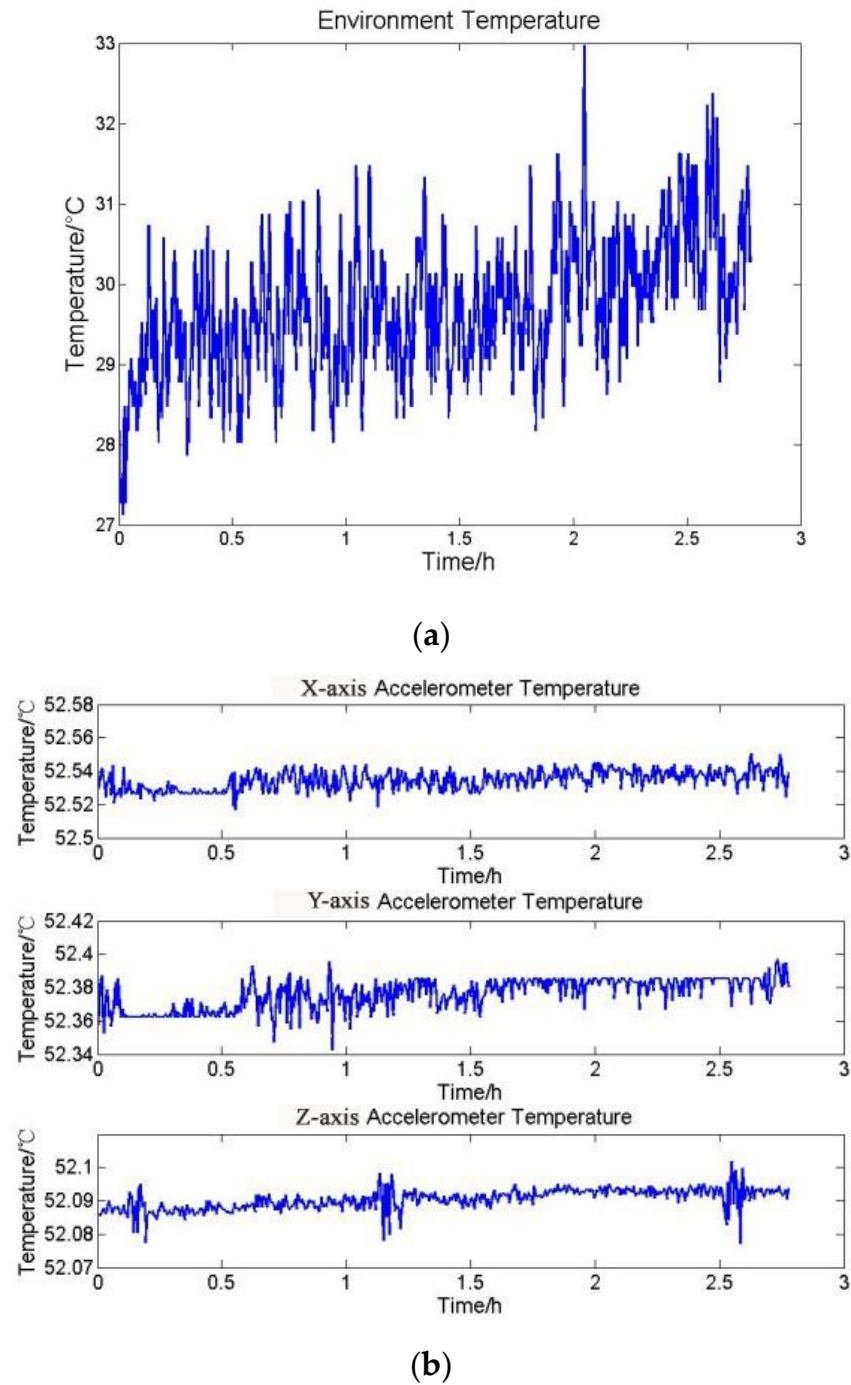 Environment Temperature
33
32
31
30
29
28
27
Temperature/°C
0 0.5 1 1.5 2 2.5 3
Time/h
(a)
X-axis Accelerometer Temperature
52.58
52.56
52.54
52.52
52.5
Temperature/℃
0 0.5 1 1.5 2 2.5 3
Time/h
Y-axis Accelerometer Temperature
52.42
52.4
52.38
52.36
52.34
Temperature/℃
0 0.5 1 1.5 2 2.5 3
Time/h
Z-axis Accelerometer Temperature
52.1
52.09
52.08
52.07
Temperature/℃
0 0.5 1 1.5 2 2.5 3
Time/h
(b)